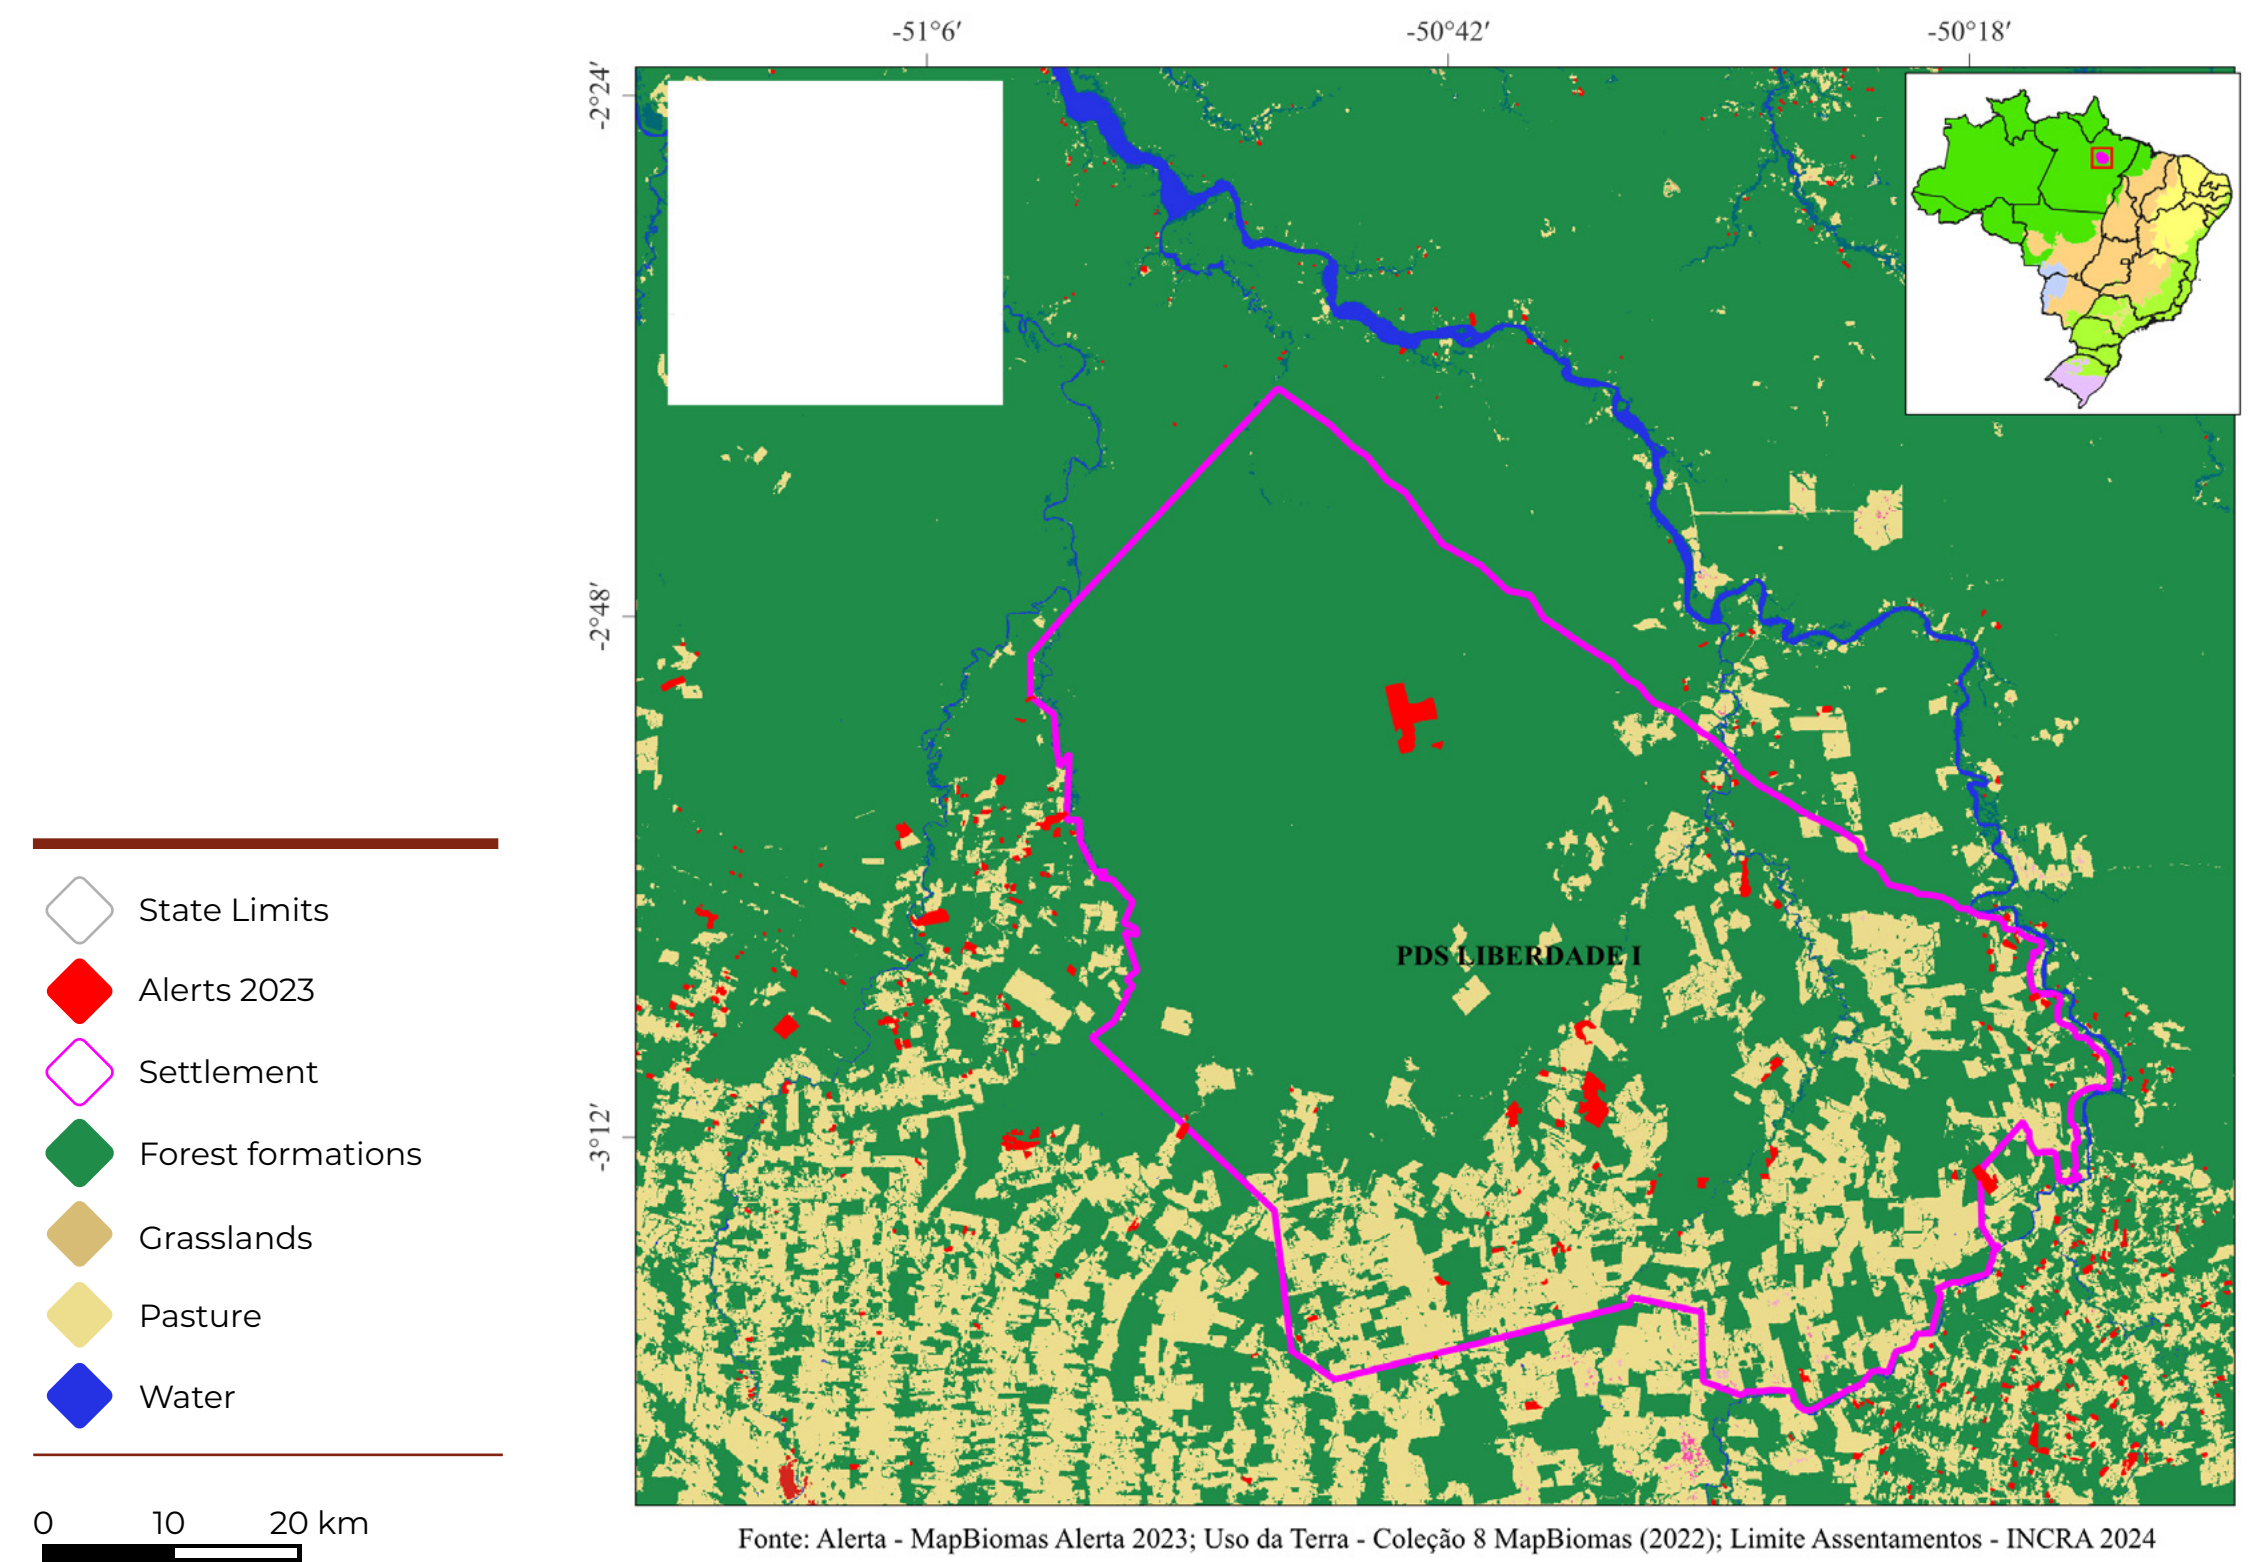 -51°6′ -50°42′ -50°18′
-2°24′
-2°48′
-3°12′
PDS LIBERDADE I
State Limits
Alerts 2023
Settlement
Forest formations
Grasslands
Pasture
Water
0 10 20 km
Fonte: Alerta - MapBiomas Alerta 2023; Uso da Terra - Coleção 8 MapBiomas (2022); Limite Assentamentos - INCRA 2024